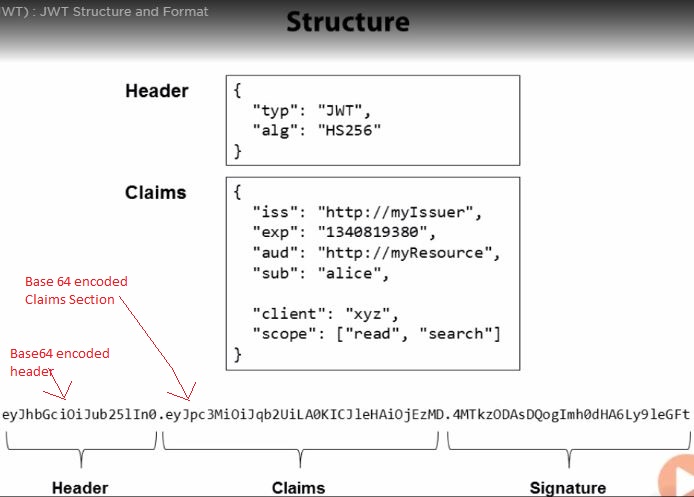 WT) : JWT Structure and Format
Structure
Header
{
"typ": "JWT",
"alg": "HS256"
}
Claims
{
"iss": "http://myIssuer",
"exp": "1340819380",
"aud": "http://myResource",
"sub": "alice",
"client": "xyz",
"scope": ["read", "search"]
}
Base 64 encoded
Claims Section
Base64 encoded
header
eyJhbGciOiJub25lIn0.eyJpc3MiOiJqb2UiLA0KICJleHAiOjEzMD.4MTkzODAsDQogImh0dHA6Ly9leGFt
Header
Claims
Signature